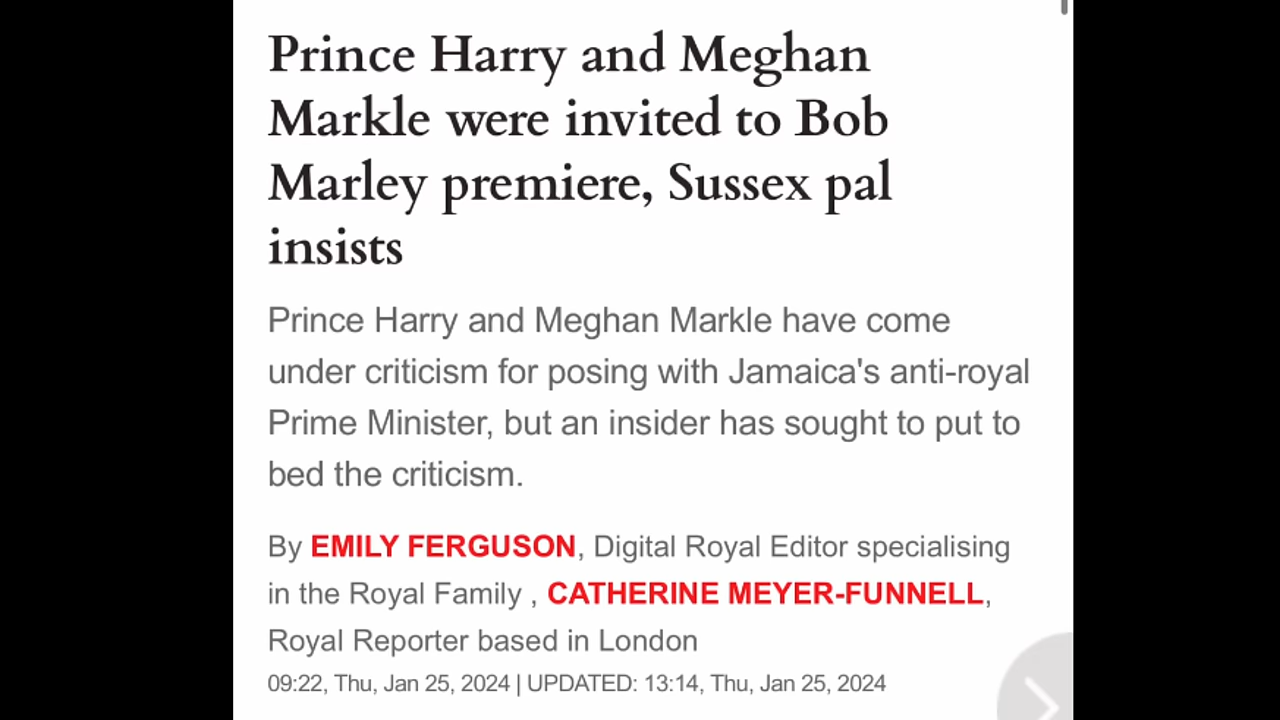 Prince Harry and Meghan
Markle were invited to Bob
Marley premiere, Sussex pal
insists
Prince Harry and Meghan Markle have come
under criticism for posing with Jamaica's anti-royal
Prime Minister, but an insider has sought to put to
bed the criticism.
By EMILY FERGUSON, Digital Royal Editor specialising
in the Royal Family , CATHERINE MEYER-FUNNELL,
Royal Reporter based in London
09:22, Thu, Jan 25, 2024 | UPDATED: 13:14, Thu, Jan 25, 2024